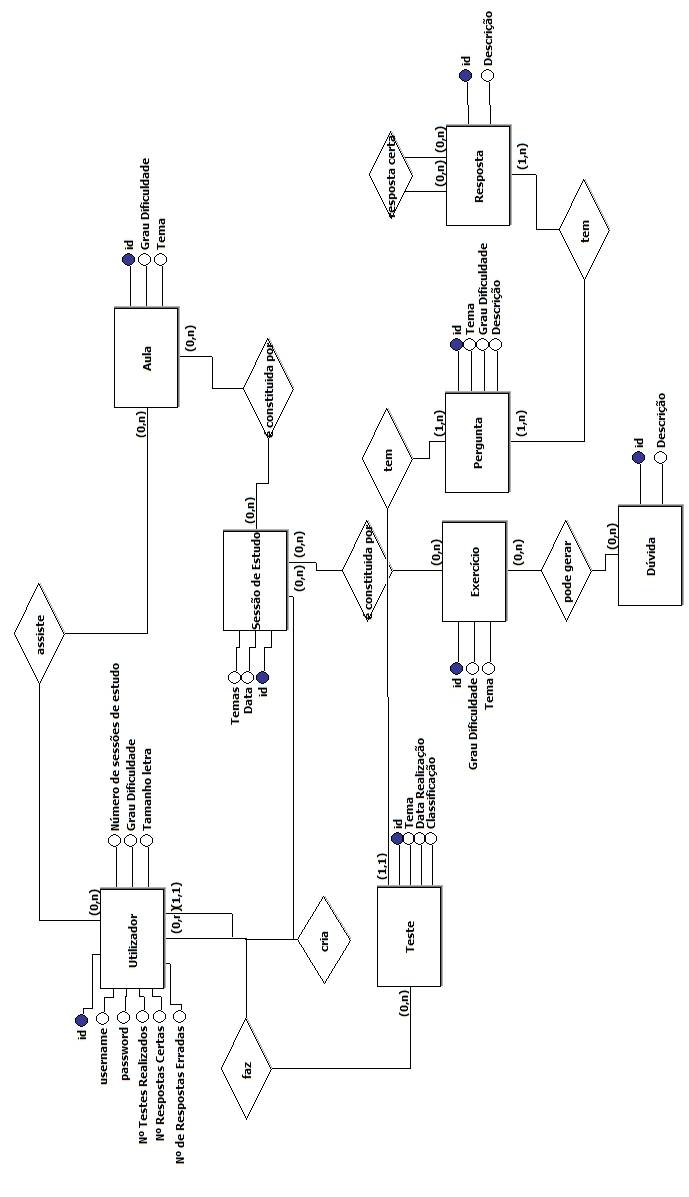 assiste
id
username
password
Nº Testes Realizados
Nº Respostas Certas
Nº de Respostas Erradas
Utilizador
(0,n)
(0,n)
(1,1)
Número de sessões de estudo
Grau Dificuldade
Tamanho letra
(0,n)
Aula
(0,n)
id
Grau Dificuldade
Tema
faz
cria
Temas
Data
id
Sessão de Estudo
(0,n)
(0,n)
(0,n)
é constituida por
é constituida por
(0,n)
Teste
(1,1)
id
Tema
Data Realização
Classificação
tem
id
Grau Dificuldade
Tema
(0,n)
Exercício
(0,n)
(1,n)
Pergunta
(1,n)
id
Tema
Grau Dificuldade
Descrição
resposta certa
(0,n)
(0,n)
Resposta
(1,n)
id
Descrição
pode gerar
tem
(0,n)
Dúvida
id
Descrição